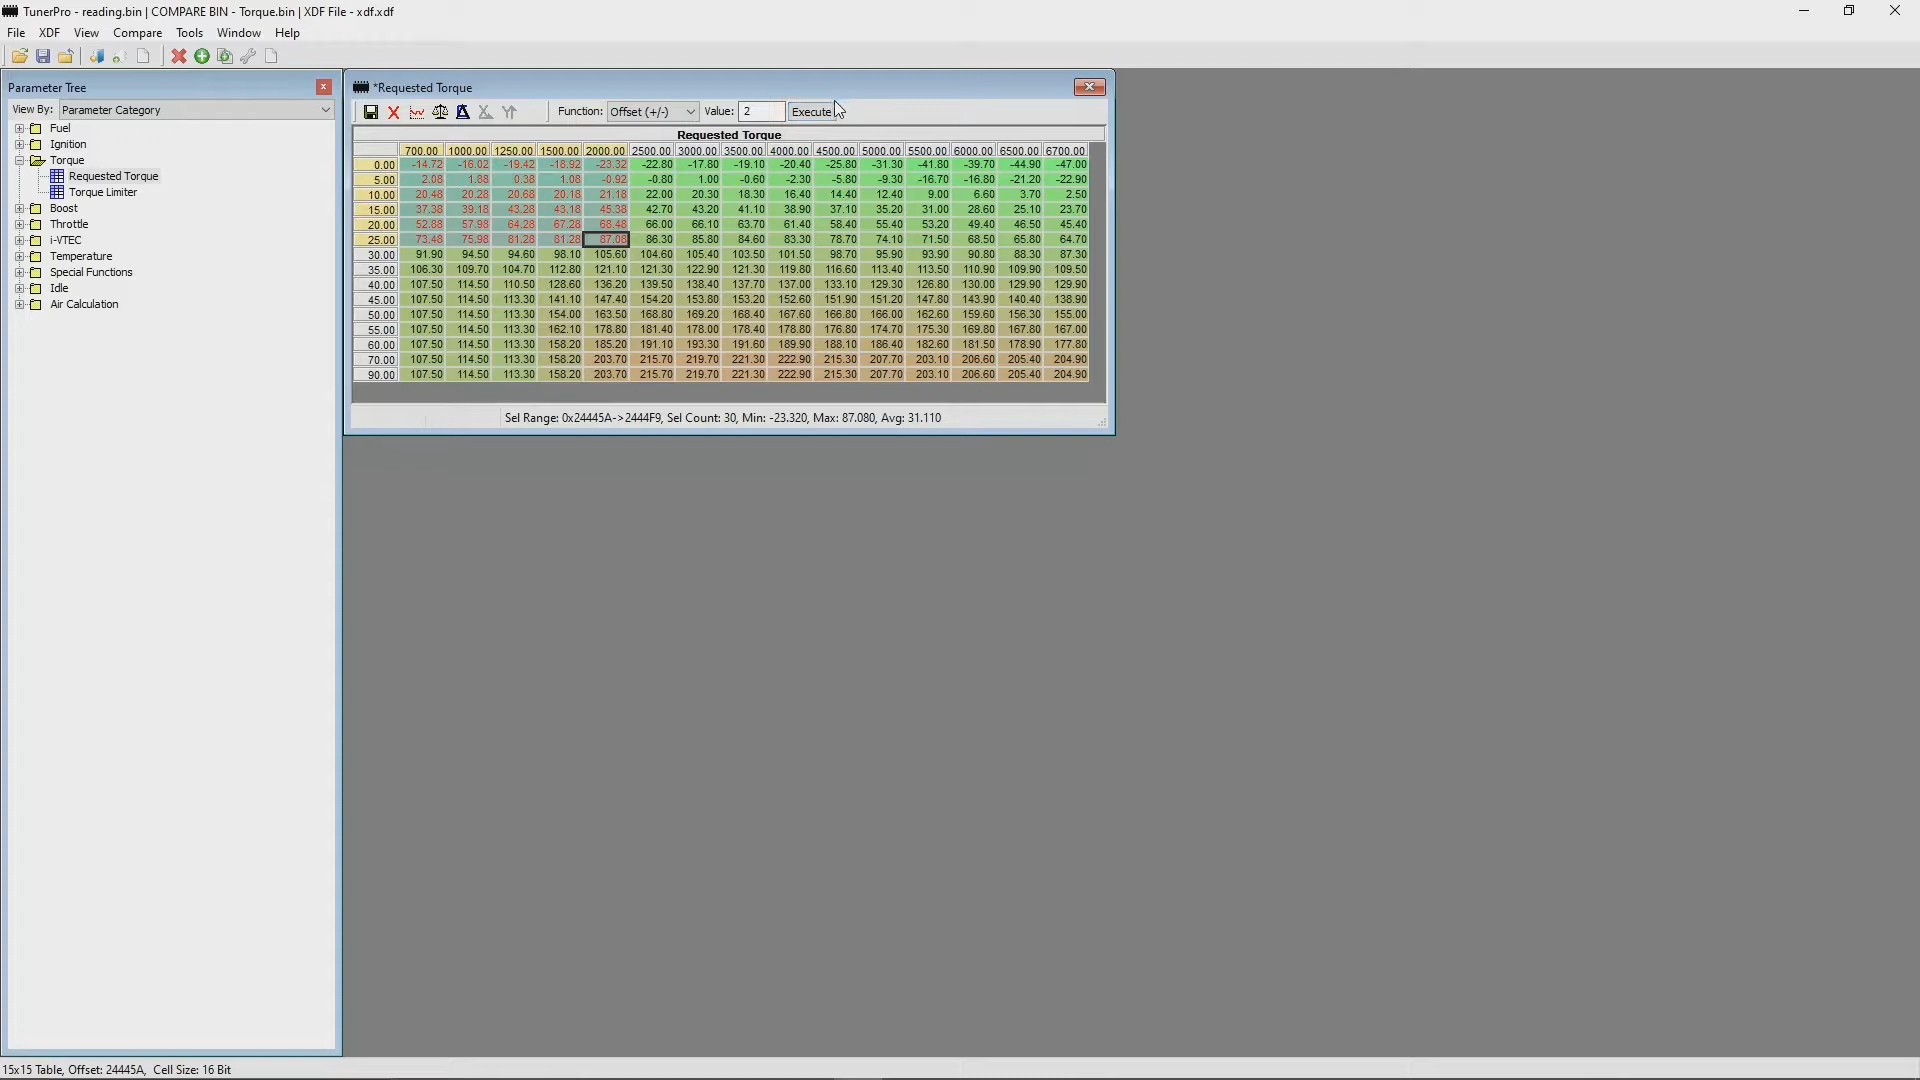 TunerPro - reading.bin | COMPARE BIN - Torque.bin | XDF File - xdf.xdf
File XDF View Compare Tools Window Help
Parameter Tree
View By: Parameter Category
Fuel
Ignition
Torque
Requested Torque
Torque Limiter
Boost
Throttle
i-VTEC
Temperature
Special Functions
Idle
Air Calculation
*Requested Torque
Function: Offset (+/-) Value: 2 Execute
Requested Torque
700.00 1000.00 1250.00 1500.00 2000.00 2500.00 3000.00 3500.00 4000.00 4500.00 5000.00 5500.00 6000.00 6500.00 6700.00
0.00 -14.72 -16.02 -19.42 -18.92 -23.32 -22.80 -17.80 -19.10 -20.40 -25.80 -31.30 -41.80 -39.70 -44.90 -47.00
5.00 2.08 1.88 0.38 1.08 -0.92 -0.80 1.00 -0.60 -2.30 -5.80 -9.30 -16.70 -16.80 -21.20 -22.90
10.00 20.48 20.28 20.68 20.18 21.18 22.00 20.30 18.30 16.40 14.40 12.40 9.00 6.60 3.70 2.50
15.00 37.38 39.18 43.28 43.18 45.38 42.70 43.20 41.10 38.90 37.10 35.20 31.00 28.60 25.10 23.70
20.00 52.88 57.98 64.28 67.28 68.48 66.00 66.10 63.70 61.40 58.40 55.40 53.20 49.40 46.50 45.40
25.00 73.48 75.98 81.28 81.28 87.08 86.30 85.80 84.60 83.30 78.70 74.10 71.50 68.50 65.80 64.70
30.00 91.90 94.50 94.60 98.10 105.60 104.60 105.40 103.50 101.50 98.70 95.90 93.90 90.80 88.30 87.30
35.00 106.30 109.70 104.70 112.80 121.10 121.30 122.90 121.30 119.80 116.60 113.40 113.50 110.90 109.90 109.50
40.00 107.50 114.50 110.50 128.60 136.20 139.50 138.40 137.70 137.00 133.10 129.30 126.80 130.00 129.90 129.90
45.00 107.50 114.50 113.30 141.10 147.40 154.20 153.80 153.20 152.60 151.90 151.20 147.80 143.90 140.40 138.90
50.00 107.50 114.50 113.30 154.00 163.50 168.80 169.20 168.40 167.60 166.80 166.00 162.60 159.60 156.30 155.00
55.00 107.50 114.50 113.30 162.10 178.80 181.40 178.00 178.40 178.80 176.80 174.70 175.30 169.80 167.80 167.00
60.00 107.50 114.50 113.30 158.20 185.20 191.10 193.30 191.60 189.90 188.10 186.40 182.60 181.50 178.90 177.80
70.00 107.50 114.50 113.30 158.20 203.70 215.70 219.70 221.30 222.90 215.30 207.70 203.10 206.60 205.40 204.90
90.00 107.50 114.50 113.30 158.20 203.70 215.70 219.70 221.30 222.90 215.30 207.70 203.10 206.60 205.40 204.90
Sel Range: 0x24445A->2444F9, Sel Count: 30, Min: -23.320, Max: 87.080, Avg: 31.110
15x15 Table, Offset: 24445A, Cell Size: 16 Bit